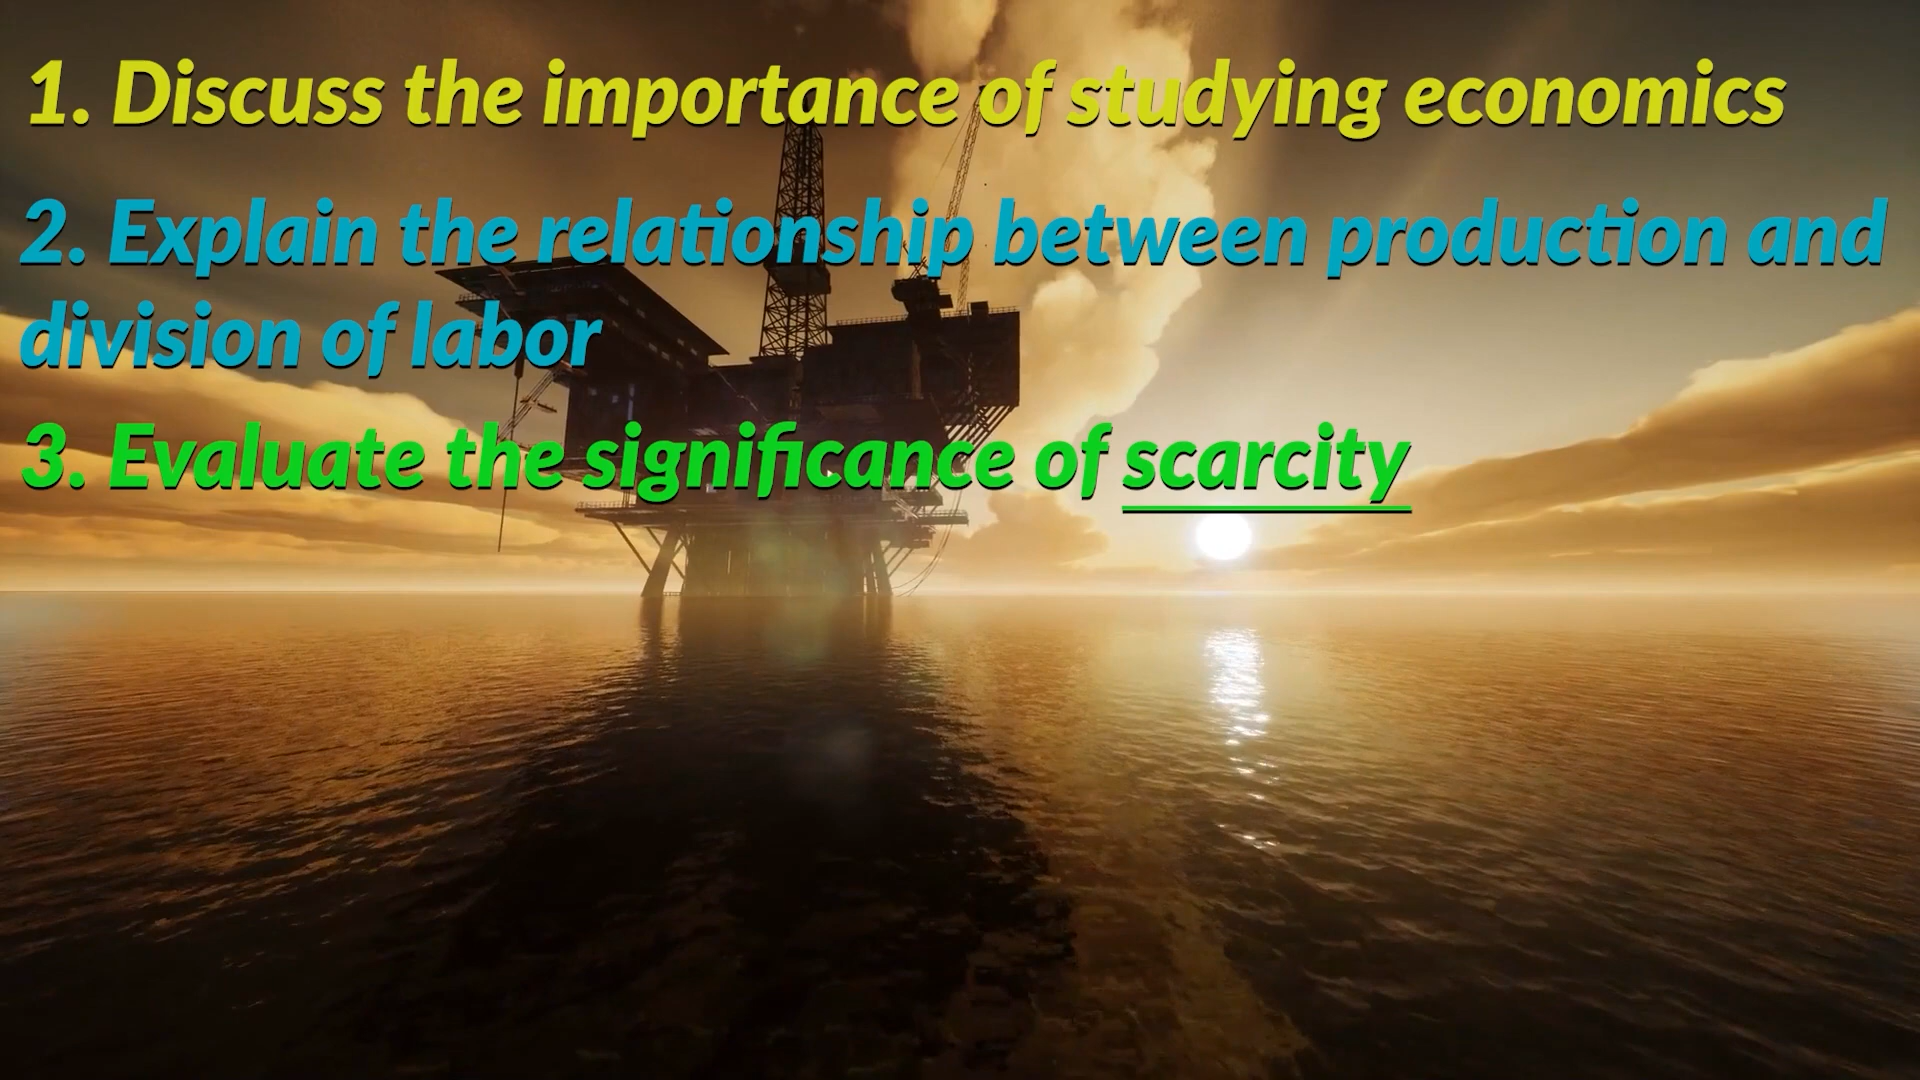 1. Discuss the importance of studying economics
2. Explain the relationship between production and
division of labor
3. Evaluate the significance of scarcity